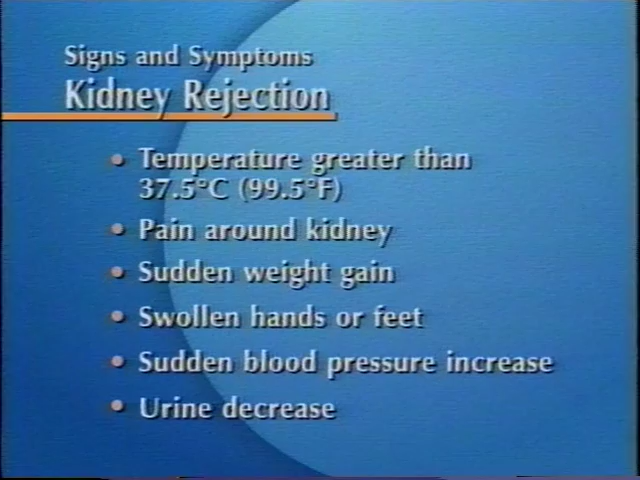 Signs and Symptoms
Kidney Rejection
• Temperature greater than
37.5°C (99.5°F)
• Pain around kidney
• Sudden weight gain
• Swollen hands or feet
• Sudden blood pressure increase
• Urine decrease